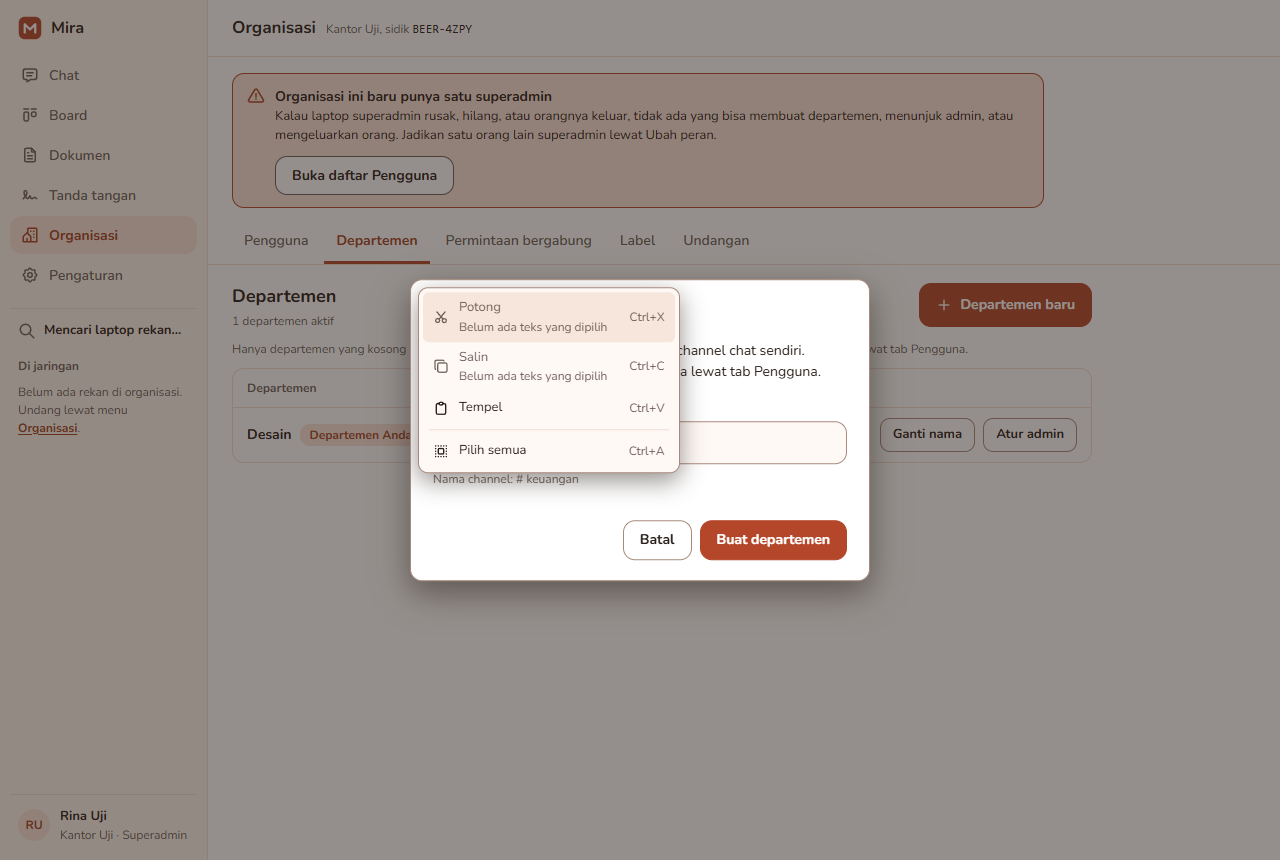 Mira
Chat
Board
Dokumen
Tanda tangan
Organisasi
Pengaturan
Mencari laptop rekan...
Di jaringan
Belum ada rekan di organisasi.
Undang lewat menu
Organisasi.
RU
Rina Uji
Kantor Uji · Superadmin
Organisasi Kantor Uji, sidik BEER-4ZPY
Organisasi ini baru punya satu superadmin
Kalau laptop superadmin rusak, hilang, atau orangnya keluar, tidak ada yang bisa membuat departemen, menunjuk admin, atau
mengeluarkan orang. Jadikan satu orang lain superadmin lewat Ubah peran.
Buka daftar Pengguna
Pengguna Departemen Permintaan bergabung Label Undangan
Departemen
1 departemen aktif
Departemen baru
Hanya departemen yang kosong
tab Pengguna.
Departemen
Desain Departemen Anda
Ganti nama Atur admin
channel chat sendiri.
lewat tab Pengguna.
Potong
Belum ada teks yang dipilih
Ctrl+X
Salin
Belum ada teks yang dipilih
Ctrl+C
Tempel Ctrl+V
Pilih semua Ctrl+A
Nama channel: # keuangan
Batal Buat departemen